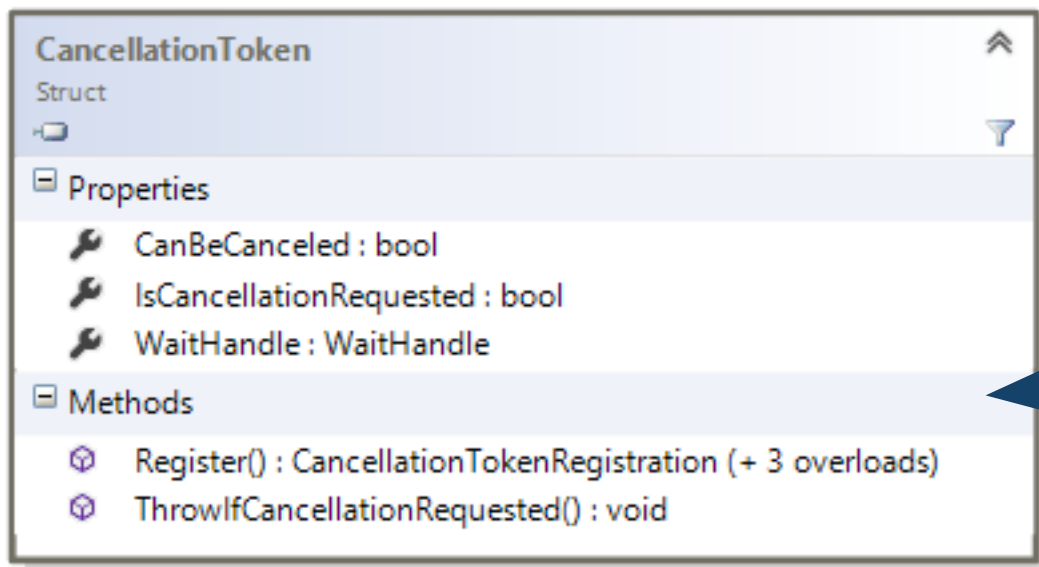 CancellationToken
Struct
Properties
CanBeCanceled : bool
IsCancellationRequested : bool
WaitHandle : WaitHandle
Methods
Register() : CancellationTokenRegistration (+ 3 overloads)
ThrowIfCancellationRequested() : void